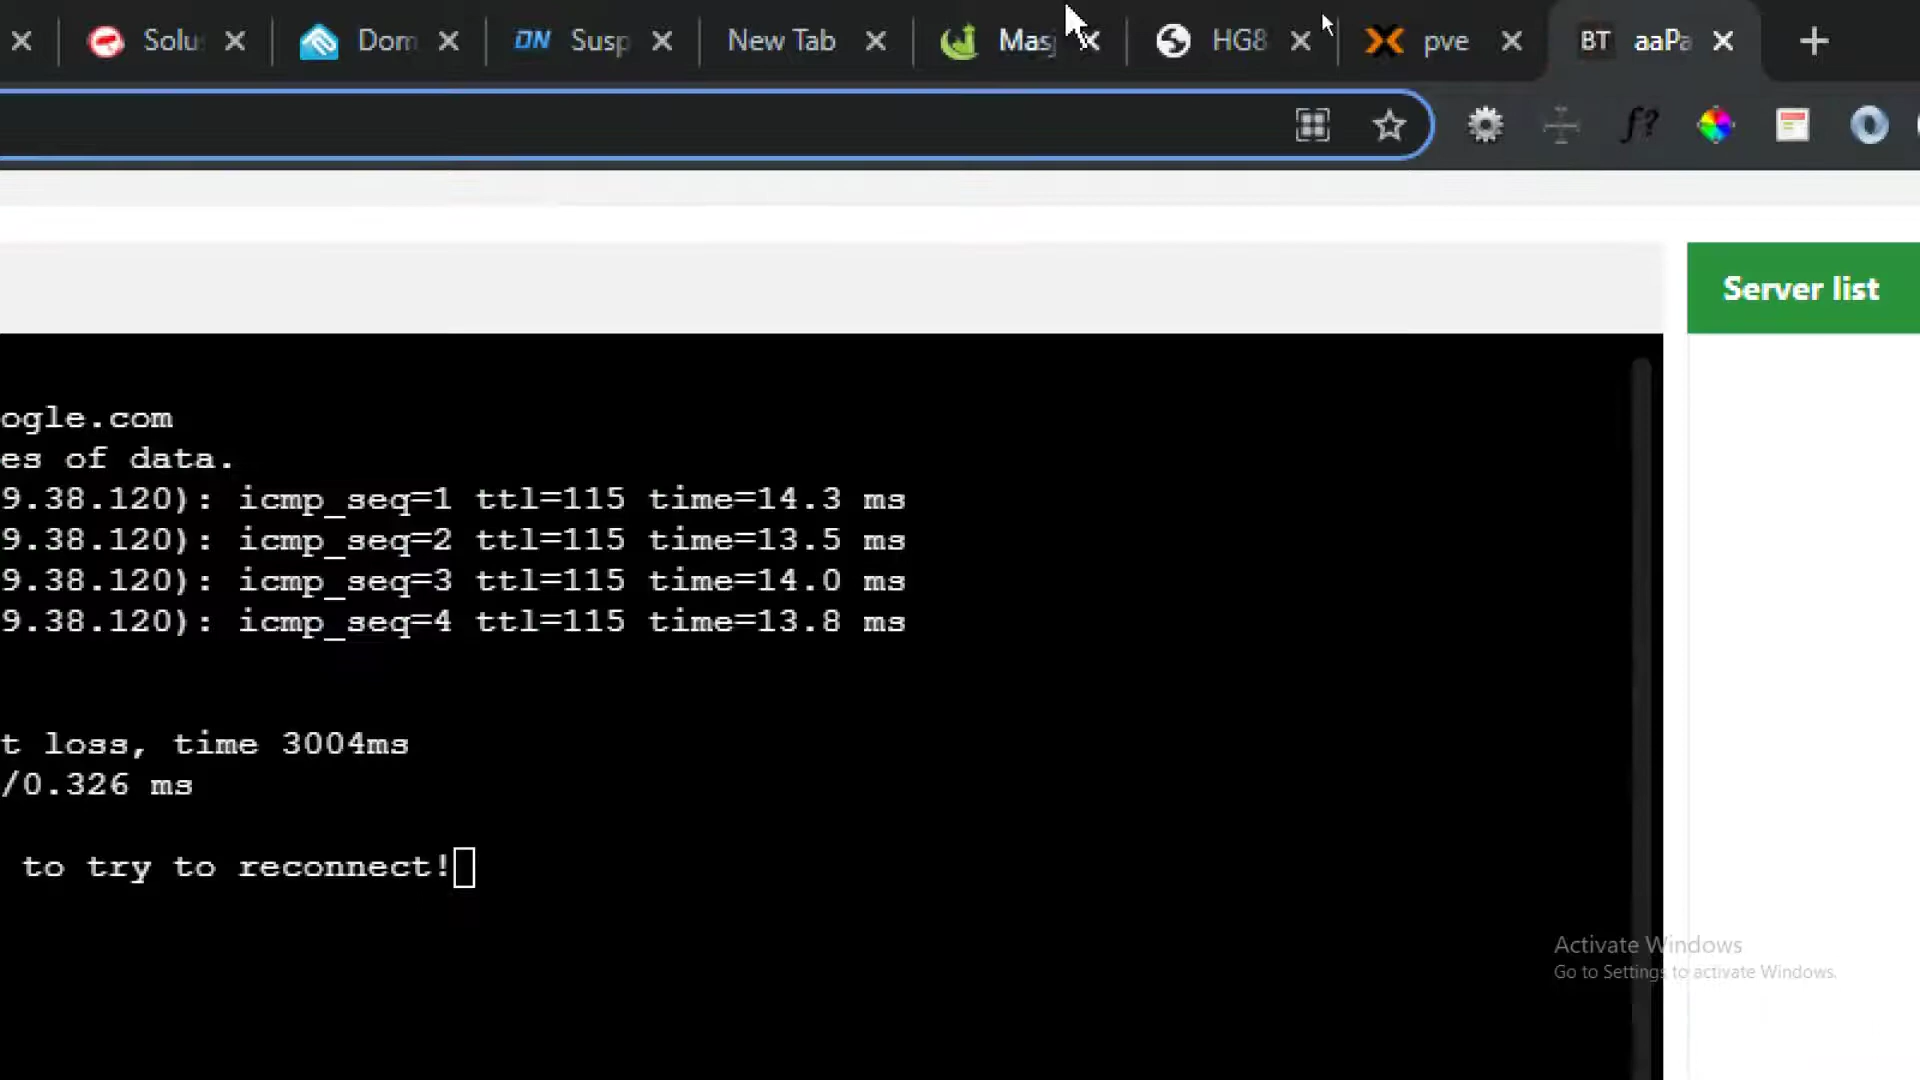 Solu
Dom
DN
Susp
New Tab
Mas
HG8
pve
BT
aaPa
f?
Server list
ogle.com
es of data.
9.38.120): icmp_seq=1 ttl=115 time=14.3 ms
9.38.120): icmp_seq=2 ttl=115 time=13.5 ms
9.38.120): icmp_seq=3 ttl=115 time=14.0 ms
9.38.120): icmp_seq=4 ttl=115 time=13.8 ms
t loss, time 3004ms
/0.326 ms
to try to reconnect!
Activate Windows
Go to Settings to activate Windows.